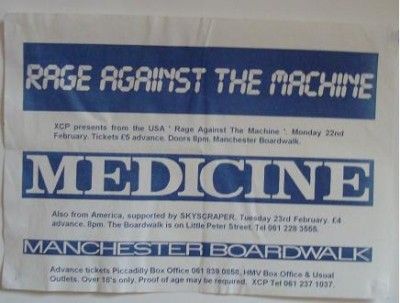 RAGE AGAINST THE MACHINE
XCP presents from the USA ' Rage Against The Machine '. Monday 22nd
February. Tickets £5 advance. Doors 8pm. Manchester Boardwalk.
MEDICINE
Also from America, supported by SKYSCRAPER. Tuesday 23rd February. £4
advance. 8pm. The Boardwalk is on Little Peter Street. Tel 061 228 3555.
MANCHESTER BOARDWALK
Advance tickets Piccadily Box Office 061 839 0858, HMV Box Office & Usual
Outlets. Over 18's only. Proof of age may be required. XCP Tel 061 237 1037.